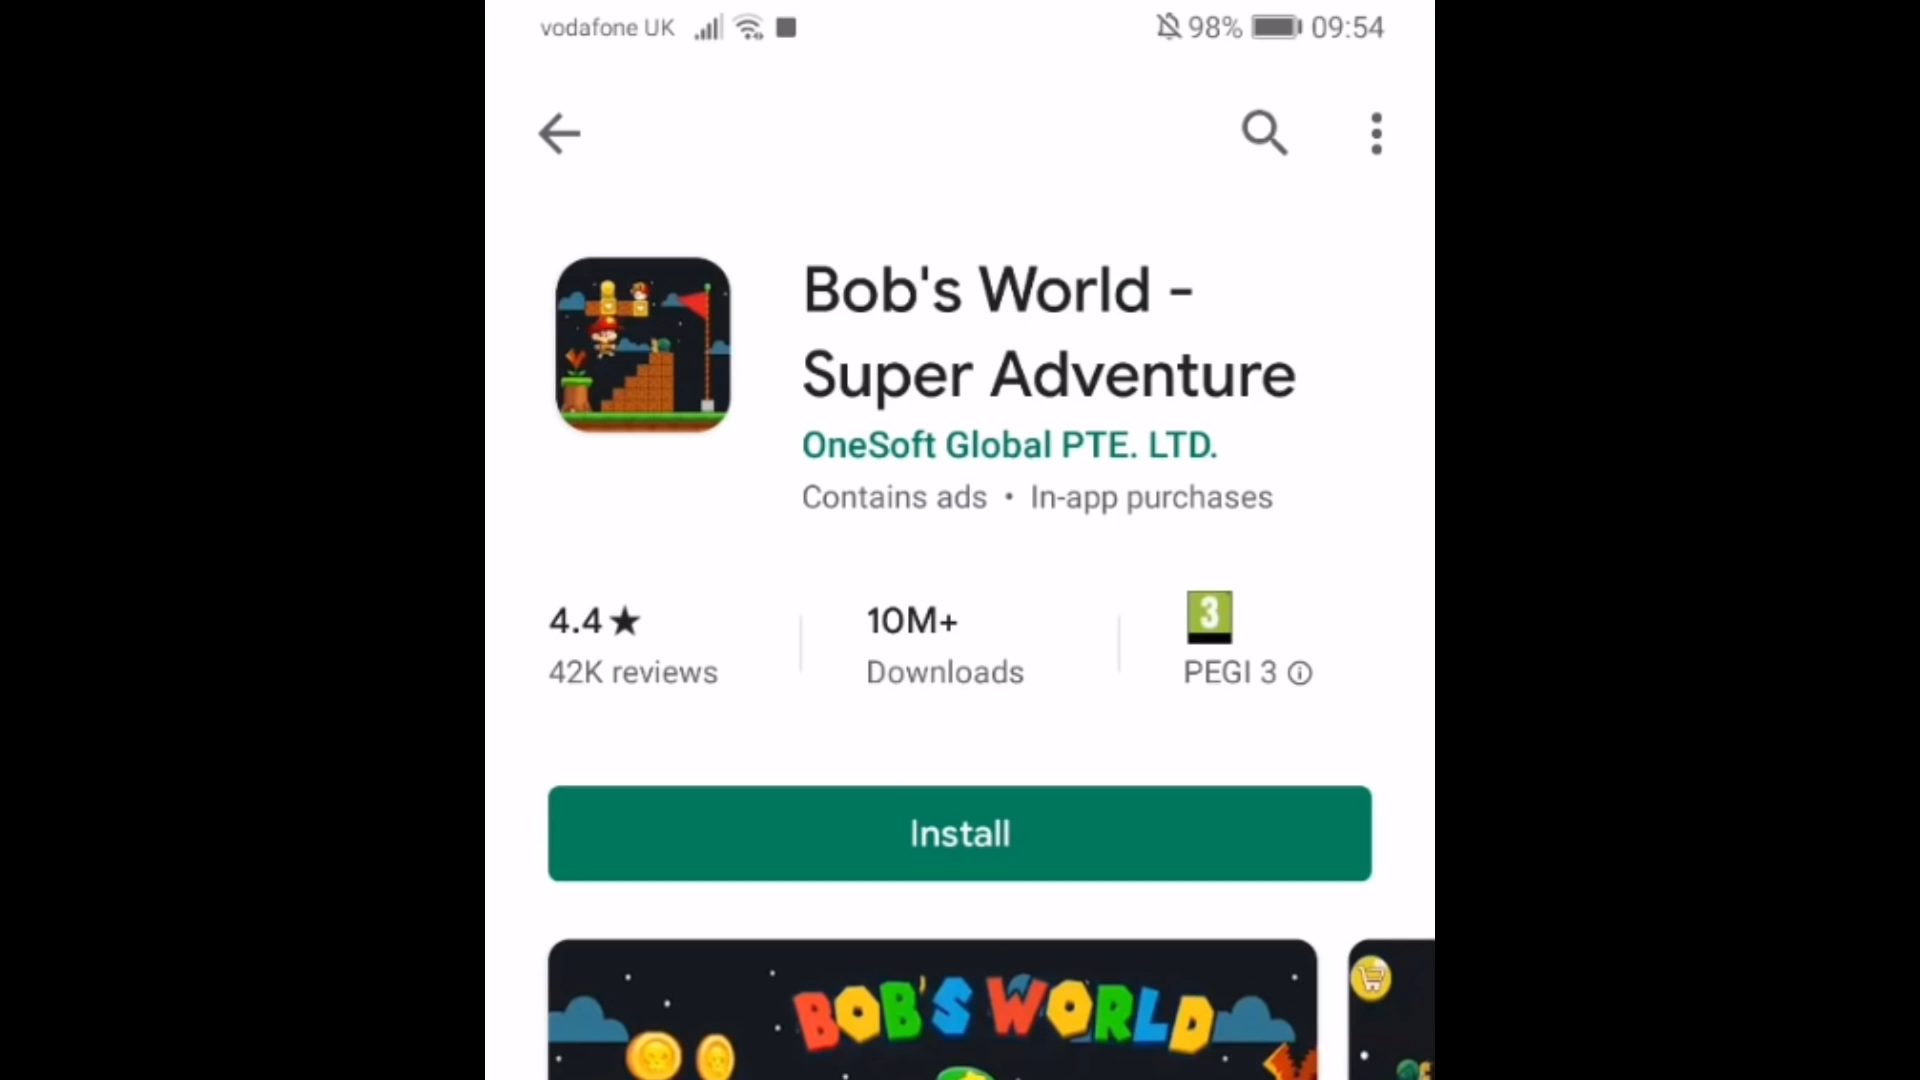 vodafone UK 98% 09:54
Bob's World -
Super Adventure
OneSoft Global PTE. LTD.
Contains ads • In-app purchases
4.4★ 10M+ 3
42K reviews Downloads PEGI 3
Install
BOB'S WORLD